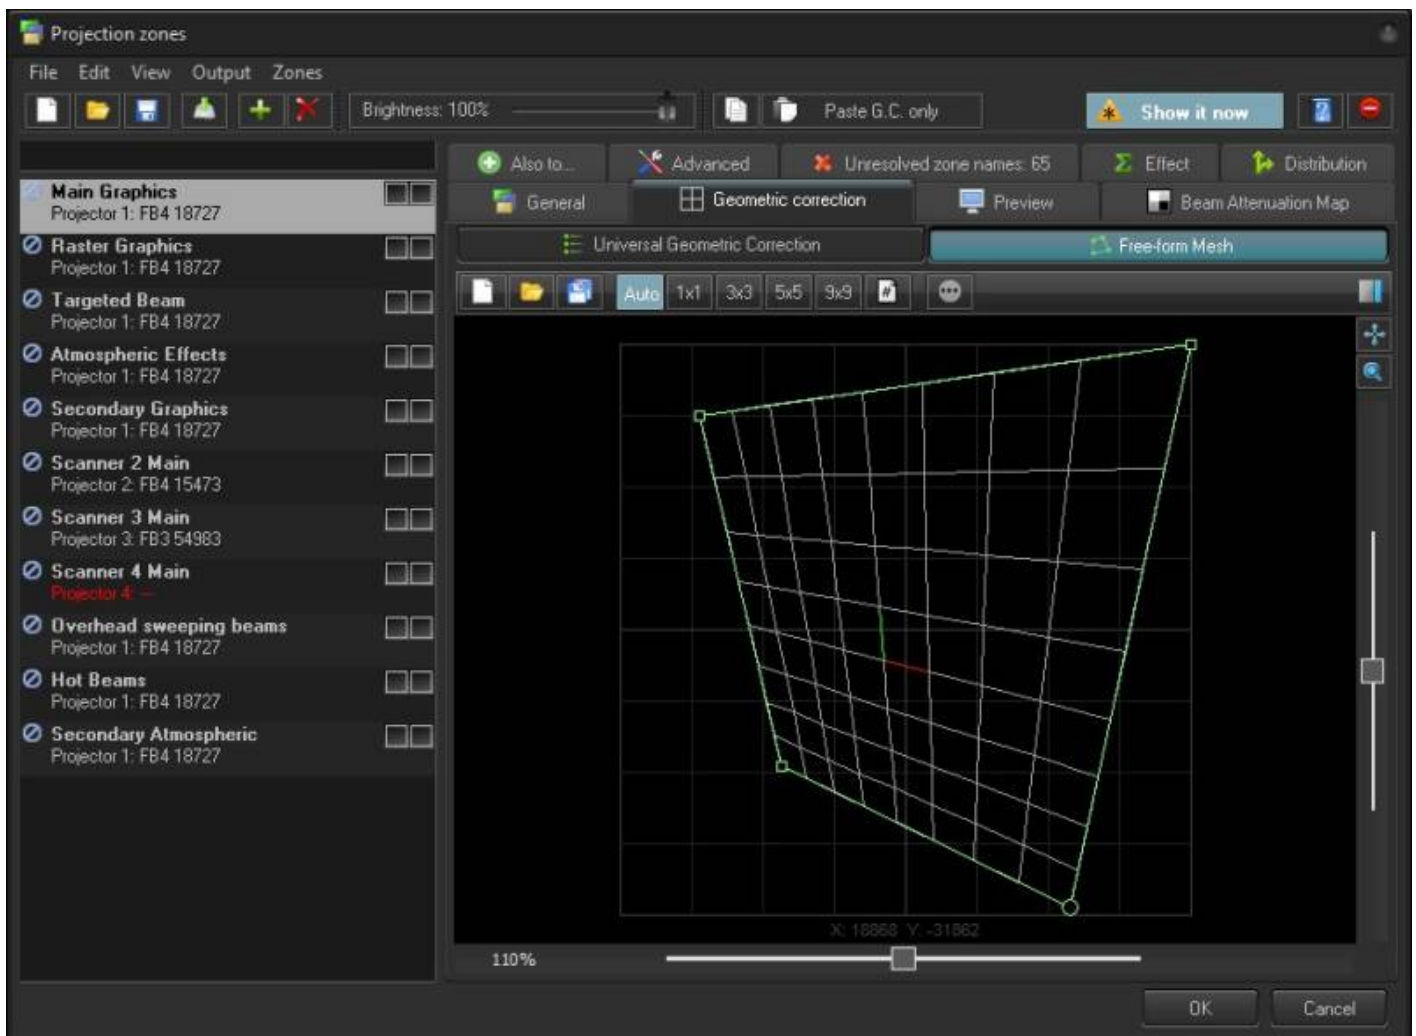 Projection zones
File Edit View Output Zones
Brightness: 100%
Paste G.C. only
Show it now
Also to...
Advanced
Unresolved zone names: 65
Effect
Distribution
General
Geometric correction
Preview
Beam Attenuation Map
Universal Geometric Correction
Free-form Mesh
Auto 1x1 3x3 5x5 9x9 #
Main Graphics
Projector 1: FB4 18727
Raster Graphics
Projector 1: FB4 18727
Targeted Beam
Projector 1: FB4 18727
Atmospheric Effects
Projector 1: FB4 18727
Secondary Graphics
Projector 1: FB4 18727
Scanner 2 Main
Projector 2: FB4 15473
Scanner 3 Main
Projector 3: FB3 54983
Scanner 4 Main
Projector 4: ---
Overhead sweeping beams
Projector 1: FB4 18727
Hot Beams
Projector 1: FB4 18727
Secondary Atmospheric
Projector 1: FB4 18727
X: 18868 Y: -31862
110%
OK
Cancel